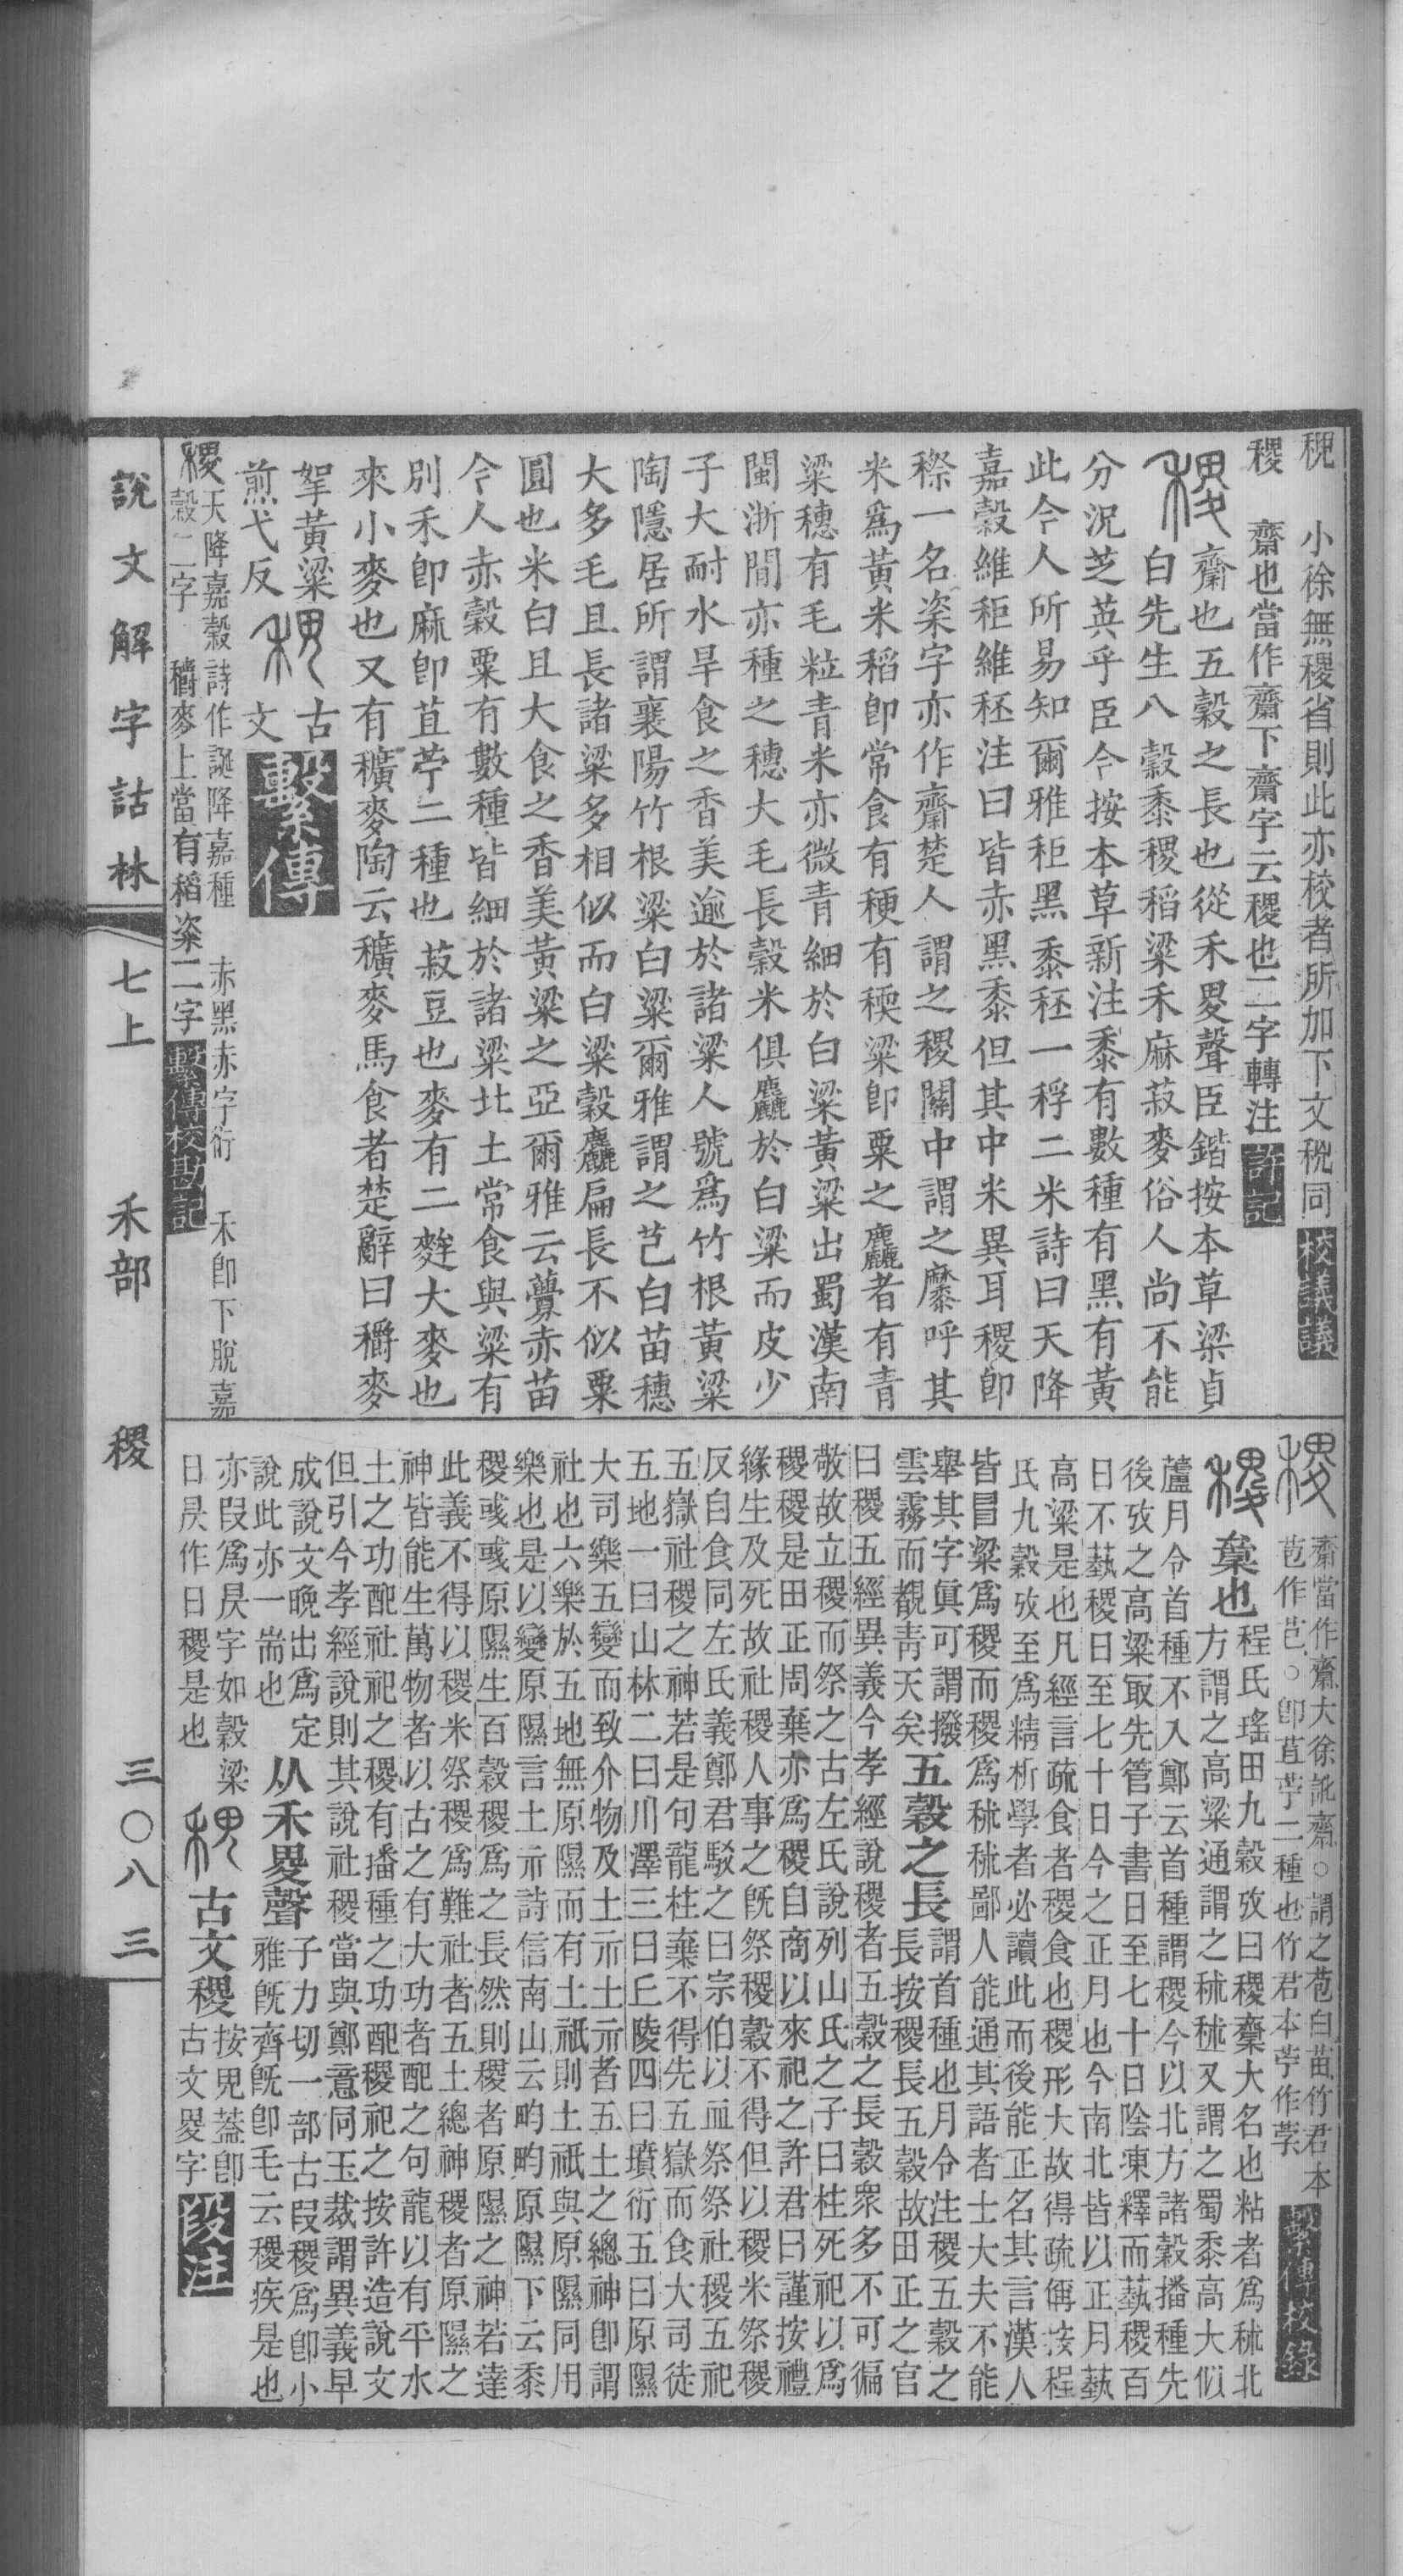 䅋　小徐無稷省則此亦校者所加下文稅同校議議
稷　齋也當作齋下齋字云稷也二字轉注許記
稷齋也五穀之長也從禾畟聲臣鍇按本草梁貞
白先生八穀黍稷稻粱禾麻菽麥俗人尚不能
分況芝英乎臣今按本草新注黍有數種有黑有黃
此今人所易知爾雅秬黑黍秠一稃二米詩曰天降
嘉穀維秬維秠注曰皆赤黑黍但其中米異耳稷卽
穄一名粢字亦作齋楚人謂之稷關中謂之穈呼其
米爲黃米稻卽常食有稉有稬粱卽粟之麤者有靑
粱穗有毛粒靑米亦微靑細於白粱黃粱出蜀漢南
閩浙間亦種之穗大毛長穀米俱麤於白粱而皮少
子大耐水旱食之香美逾於諸粱人號爲竹根黃粱
陶隱居所謂襄陽竹根粱白粱爾雅謂之芑白苗穗
大多毛且長諸粱多相似而白粱穀麤扁長不似粟
圓也米白且大食之香美黃粱之亞爾雅云虋赤苗
今人赤穀粟有數種皆細於諸粱北土常食與粱有
別禾卽麻卽苴苧二種也菽豆也麥有二麰大麥也
來小麥也又有穬麥陶云穬麥馬食者楚辭曰穱麥
挐黃粱
煎弋反　古文　繫傳
稷天降嘉穀詩作誕降嘉種　赤黑赤字衍　禾卽下脫嘉
穀二字　穱麥上當有稻粢二字繫傳校勘記
稷齋當作齋大徐訛齋○謂之苞白苗竹君本
苞作芑○卽苴苧二種也竹君本苧作茡繫傳校錄
稷　齋也程氏瑤田九穀攷曰稷齋大名也粘者爲秫北
方謂之高粱通謂之秫秫又謂之蜀黍高大似
蘆月令首種不入鄭云首種謂稷今以北方諸穀播種先
後攷之高粱取先管子書日至七十日陰凍釋而蓺稷百
日不蓺稷日至七十日今之正月也今南北皆以正月蓺
高粱是也凡經言疏食者稷食也稷形大故得疏偁按程
氏九穀攷至爲精析學者必讀此而後能正名其言漢人
皆冒粱爲稷而稷爲秫秫鄙人能通其語者士大夫不能
舉其字眞可謂撥
雲霧而覩靑天矣五穀之長謂首種也月令注稷五穀之
長按稷長五穀故田正之官
曰稷五經異義今孝經說稷者五穀之長穀衆多不可徧
敬故立稷而祭之古左氏說列山氏之子曰柱死祀以爲
稷稷是田正周棄亦爲稷自商以來祀之許君曰謹按禮
緣生及死故社稷人事之旣祭稷穀不得但以稷米祭稷
反自食同左氏義鄭君駁之曰宗伯以血祭祭社稷五祀
五嶽社稷之神若是句龍柱棄不得先五嶽而食大司徒
五地一曰山林二曰川澤三曰丘陵四曰墳衍五曰原隰
大司樂五變而致介物及土示土示者五土之總神卽謂
社也六樂於五地無原隰而有土祇則土祇與原隰同用
樂也是以變原隰言土示詩信南山云畇畇原隰下云黍
稷彧彧原隰生百穀稷爲之長然則稷者原隰之神若達
此義不得以稷米祭稷爲難社者五土總神稷者原隰之
神皆能生萬物者以古之有大功者配之句龍以有平水
土之功配社祀之稷有播種之功配稷祀之按許造說文
但引今孝經說則其說社稷當與鄭意同玉裁謂異義早
成說文晚出爲定
說此亦一耑也从禾畟聲子力切一部古叚稷爲卽小
雅旣齊旣卽毛云稷疾是也
亦叚爲昃字如穀梁
日昃作日稷是也　古文稷按㚇蓋卽
古文畟字段注
說文解字詁林　七上　禾部　稷　三〇八三